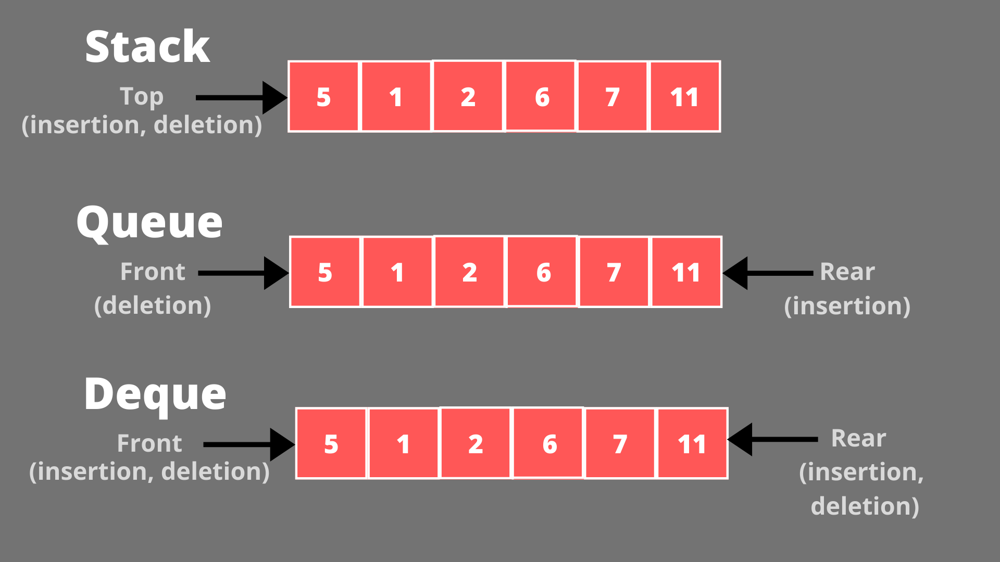 Stack
Top
(insertion, deletion)
5 1 2 6 7 11
Queue
Front
(deletion)
5 1 2 6 7 11
Rear
(insertion)
Deque
Front
(insertion, deletion)
5 1 2 6 7 11
Rear
(insertion,
deletion)